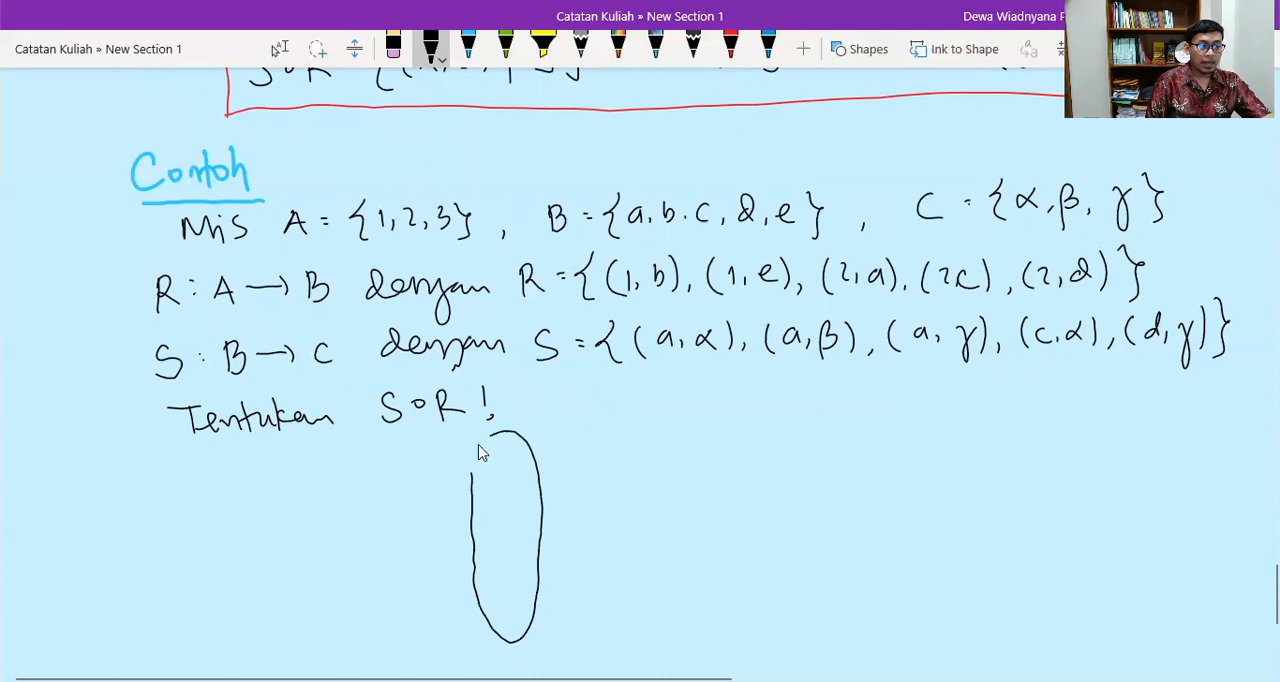 Catatan Kuliah » New Section 1
Dewa Wiadnyana
Catatan Kuliah » New Section 1
Shapes
Ink to Shape
Contoh
Mis A = {1,2,3} , B = {a,b.c,d,e} , C = {α,β,γ}
R : A → B dengan R = {(1,b),(1,e),(2,a),(2c),(2,d)}
S : B → C dengan S = {(a,α),(a,β),(a,γ),(c,α),(d,γ)}
Tentukan S∘R !